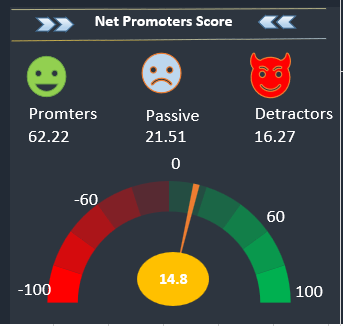 Net Promoters Score
Promters Passive Detractors
62.22 21.51 16.27
0
-60 60
-100 14.8 100